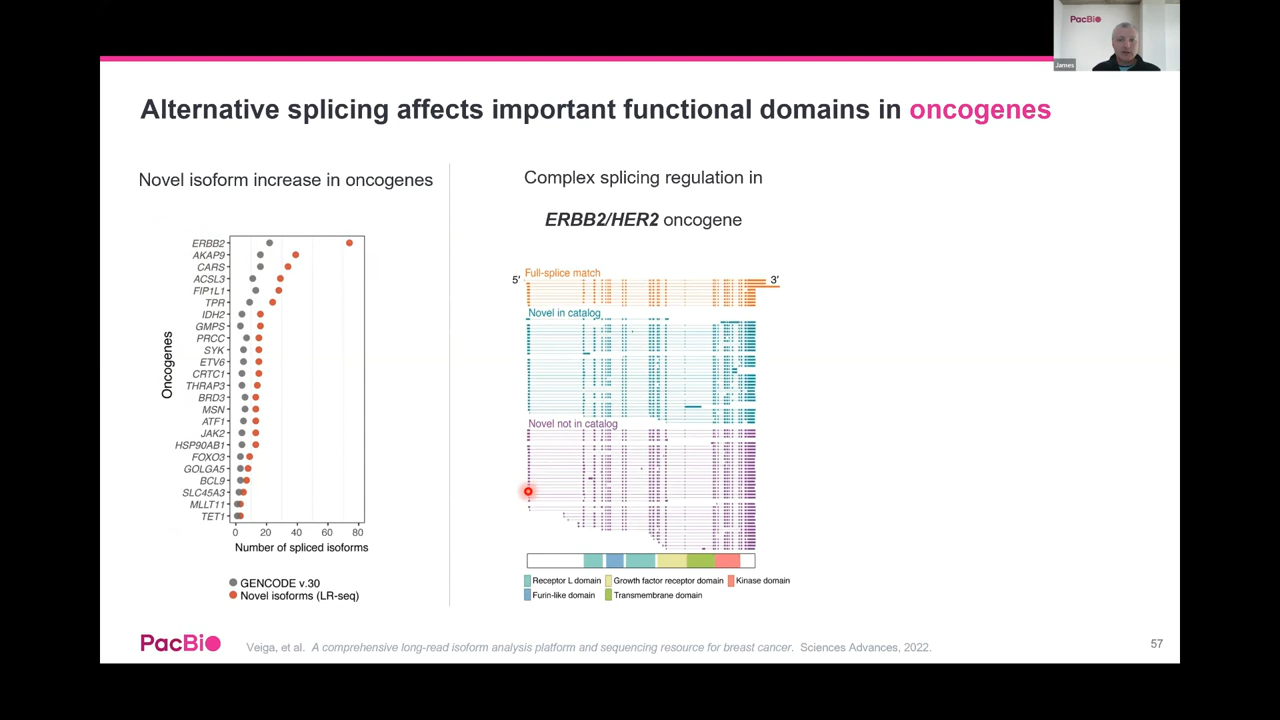 PacBio
James
Alternative splicing affects important functional domains in oncogenes
Novel isoform increase in oncogenes
Oncogenes
ERBB2
AKAP9
CARS
ACSL3
FIP1L1
TPR
IDH2
GMPS
PRCC
SYK
ETV6
CRTC1
THRAP3
BRD3
MSN
ATF1
JAK2
HSP90AB1
FOXO3
GOLGA5
BCL9
SLC45A3
MLLT11
TET1
0 20 40 60 80
Number of spliced isoforms
GENCODE v.30
Novel isoforms (LR-seq)
Complex splicing regulation in
ERBB2/HER2 oncogene
5′ Full-splice match 3′
Novel in catalog
Novel not in catalog
Receptor L domain Growth factor receptor domain Kinase domain
Furin-like domain Transmembrane domain
PacBio
Veiga, et al. A comprehensive long-read isoform analysis platform and sequencing resource for breast cancer. Sciences Advances, 2022.
57